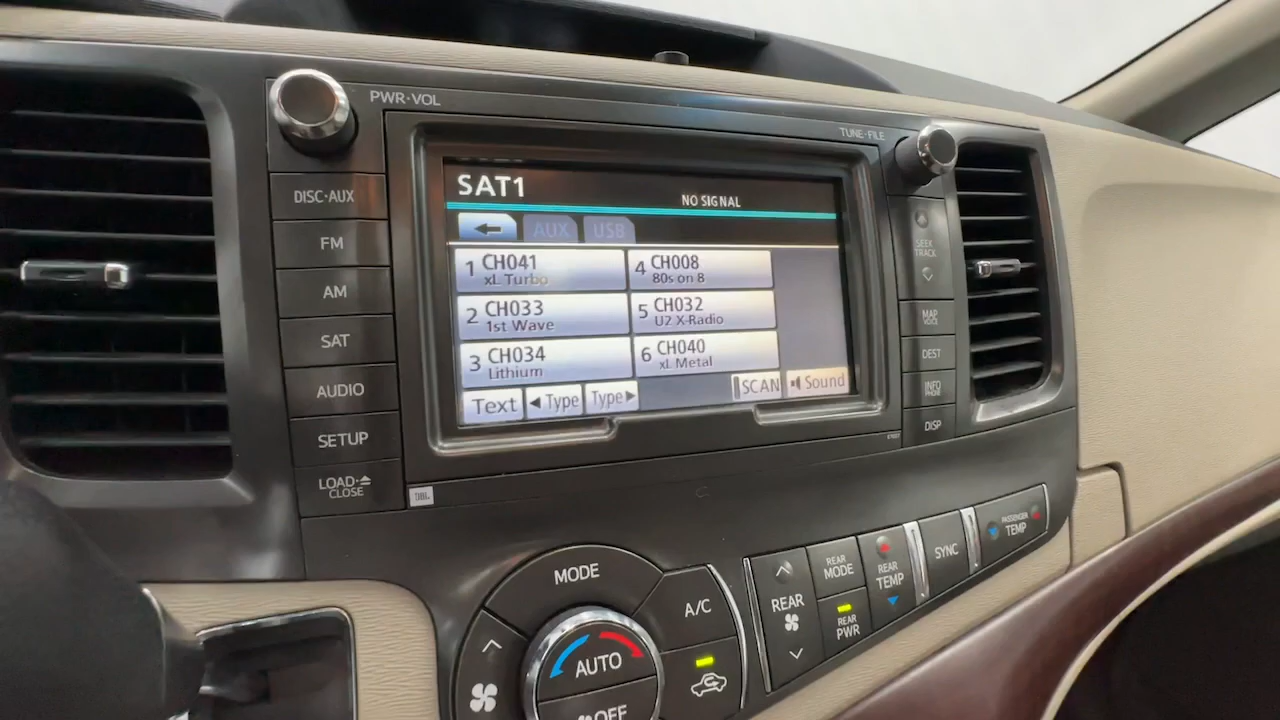 PWR·VOL
TUNE·FILE
DISC·AUX
FM
AM
SAT
AUDIO
SETUP
LOAD·
CLOSE
SAT1
NO SIGNAL
AUX
USB
1 CH041
xL Turbo
4 CH008
80s on 8
2 CH033
1st Wave
5 CH032
U2 X-Radio
3 CH034
Lithium
6 CH040
xL Metal
Text
Type
Type
SCAN
Sound
SEEK
TRACK
MAP
VOICE
DEST
INFO
PHONE
DISP
JBL
MODE
A/C
AUTO
OFF
REAR
REAR
MODE
REAR
PWR
REAR
TEMP
SYNC
PASSENGER
TEMP